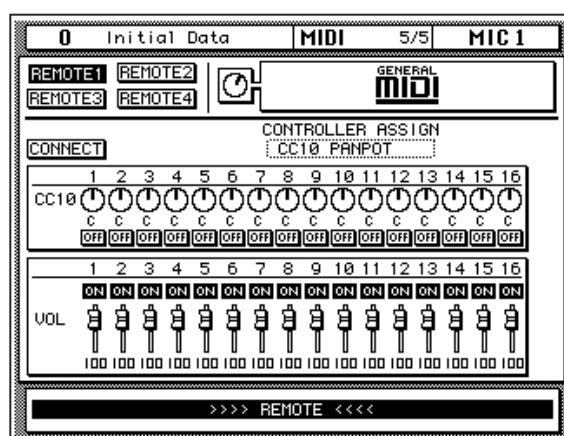 0 Initial Data MIDI 5/5 MIC 1
REMOTE1 REMOTE2 GENERAL MIDI
REMOTE3 REMOTE4
CONTROLLER ASSIGN
CONNECT CC10 PANPOT
1 2 3 4 5 6 7 8 9 10 11 12 13 14 15 16
CC10
C C C C C C C C C C C C C C C C
OFF OFF OFF OFF OFF OFF OFF OFF OFF OFF OFF OFF OFF OFF OFF OFF
1 2 3 4 5 6 7 8 9 10 11 12 13 14 15 16
ON ON ON ON ON ON ON ON ON ON ON ON ON ON ON ON
VOL
100 100 100 100 100 100 100 100 100 100 100 100 100 100 100 100
>>>> REMOTE <<<<